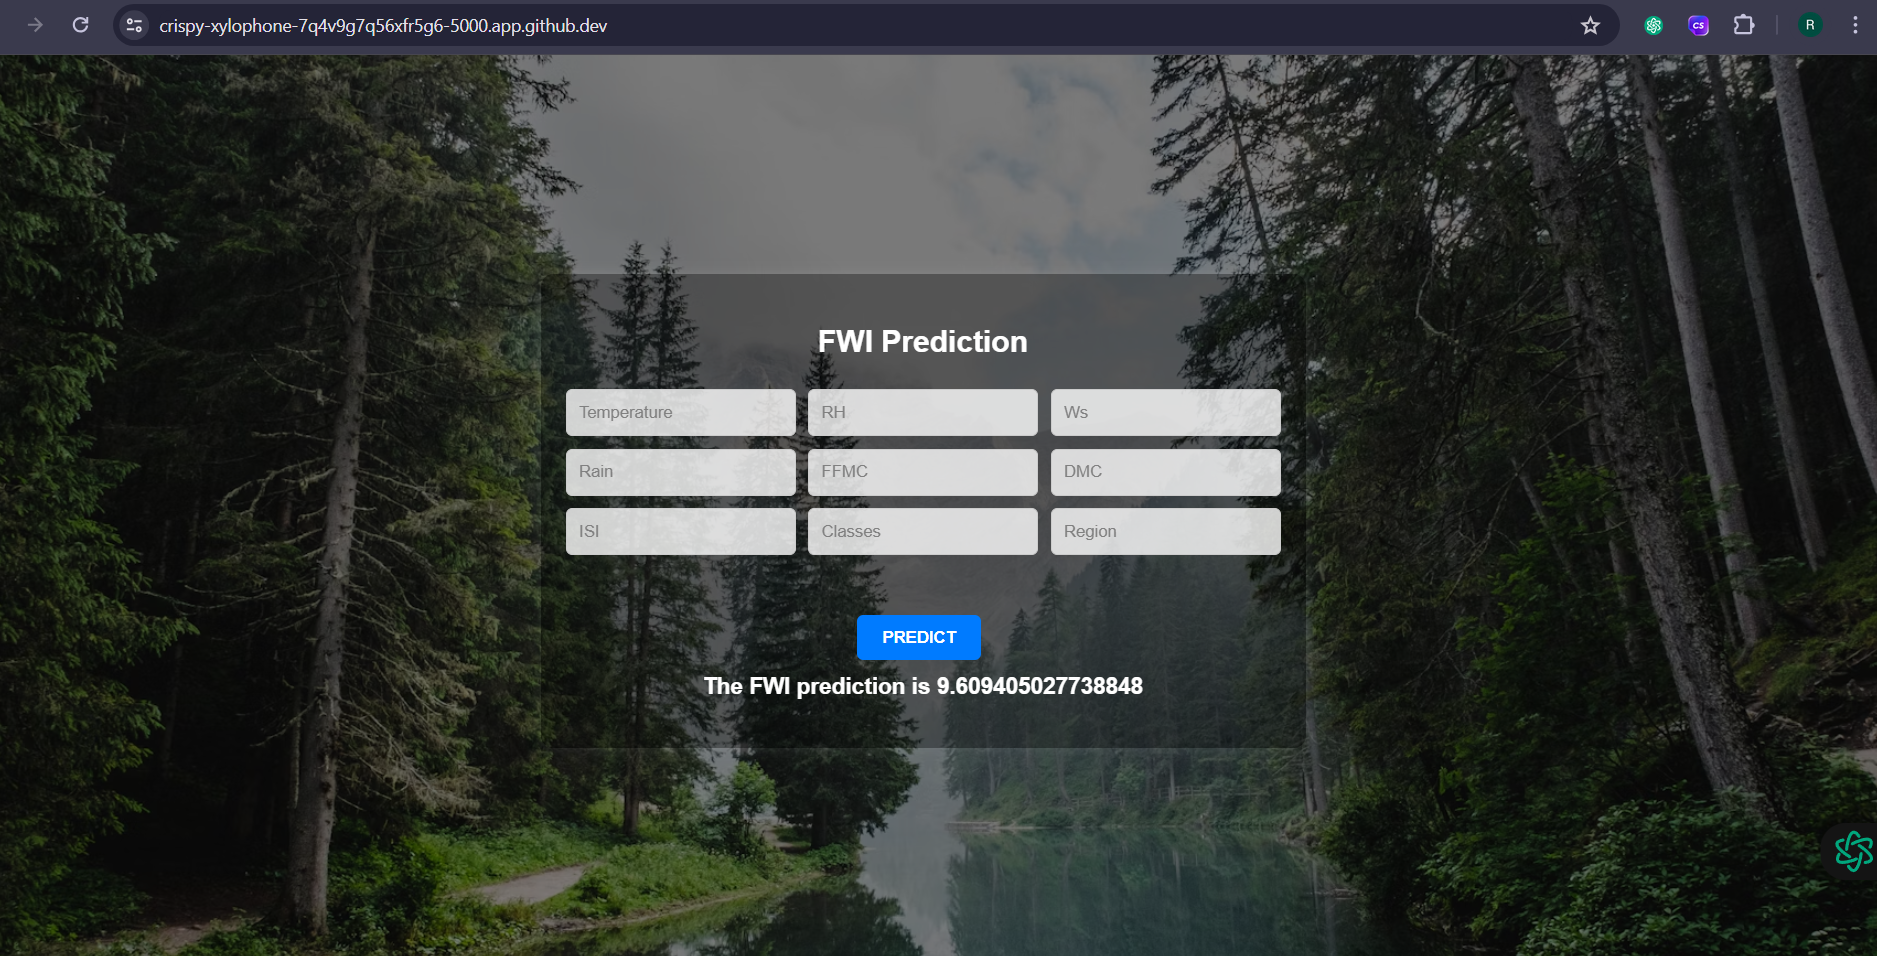 crispy-xylophone-7q4v9g7q56xfr5g6-5000.app.github.dev
CS
R
FWI Prediction
Temperature RH Ws
Rain FFMC DMC
ISI Classes Region
PREDICT
The FWI prediction is 9.609405027738848